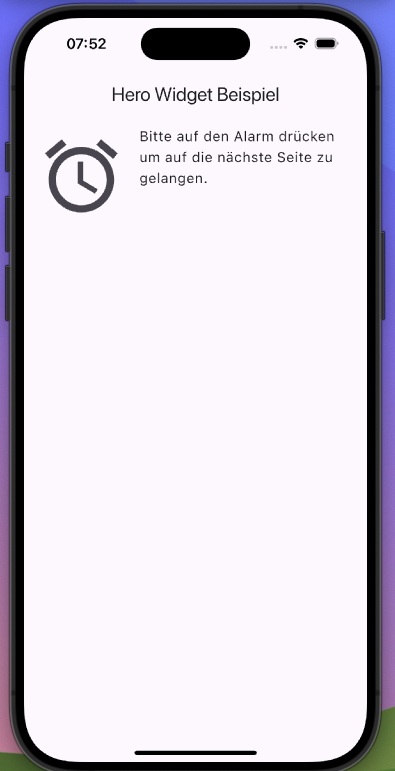 07:52
Hero Widget Beispiel
Bitte auf den Alarm drücken
um auf die nächste Seite zu
gelangen.